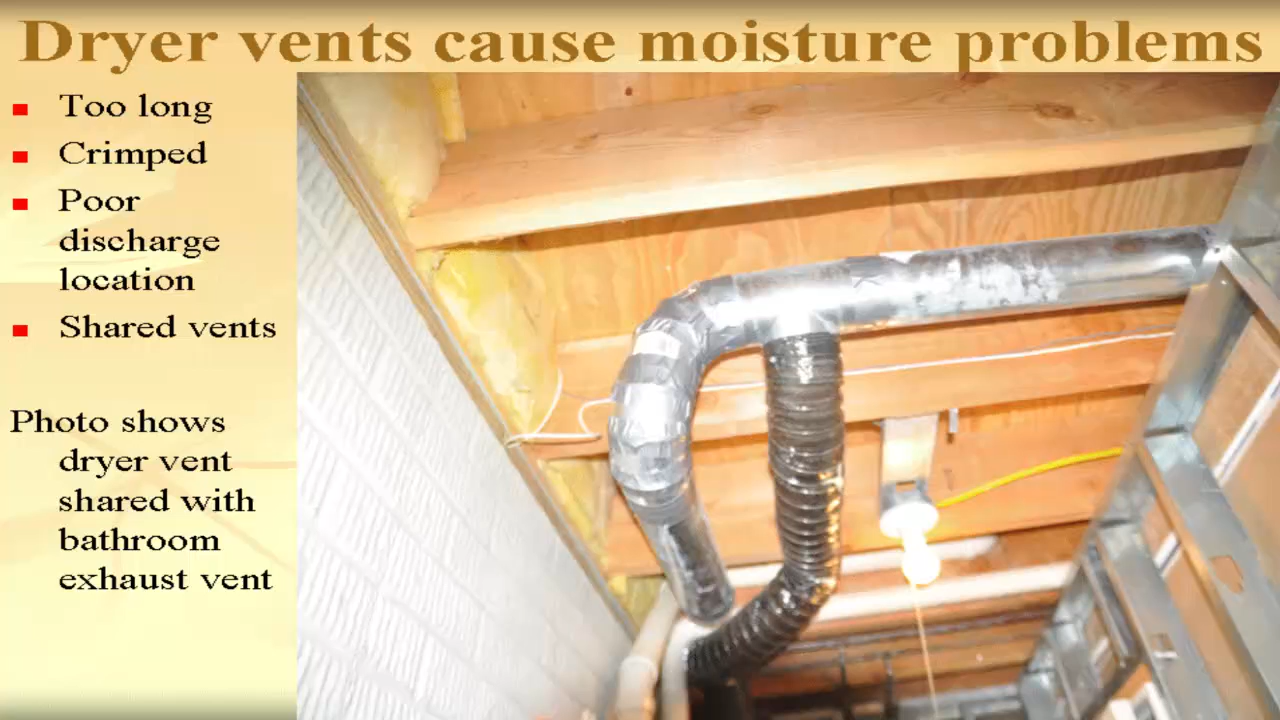 Dryer vents cause moisture problems
Too long
Crimped
Poor
discharge
location
Shared vents
Photo shows
dryer vent
shared with
bathroom
exhaust vent